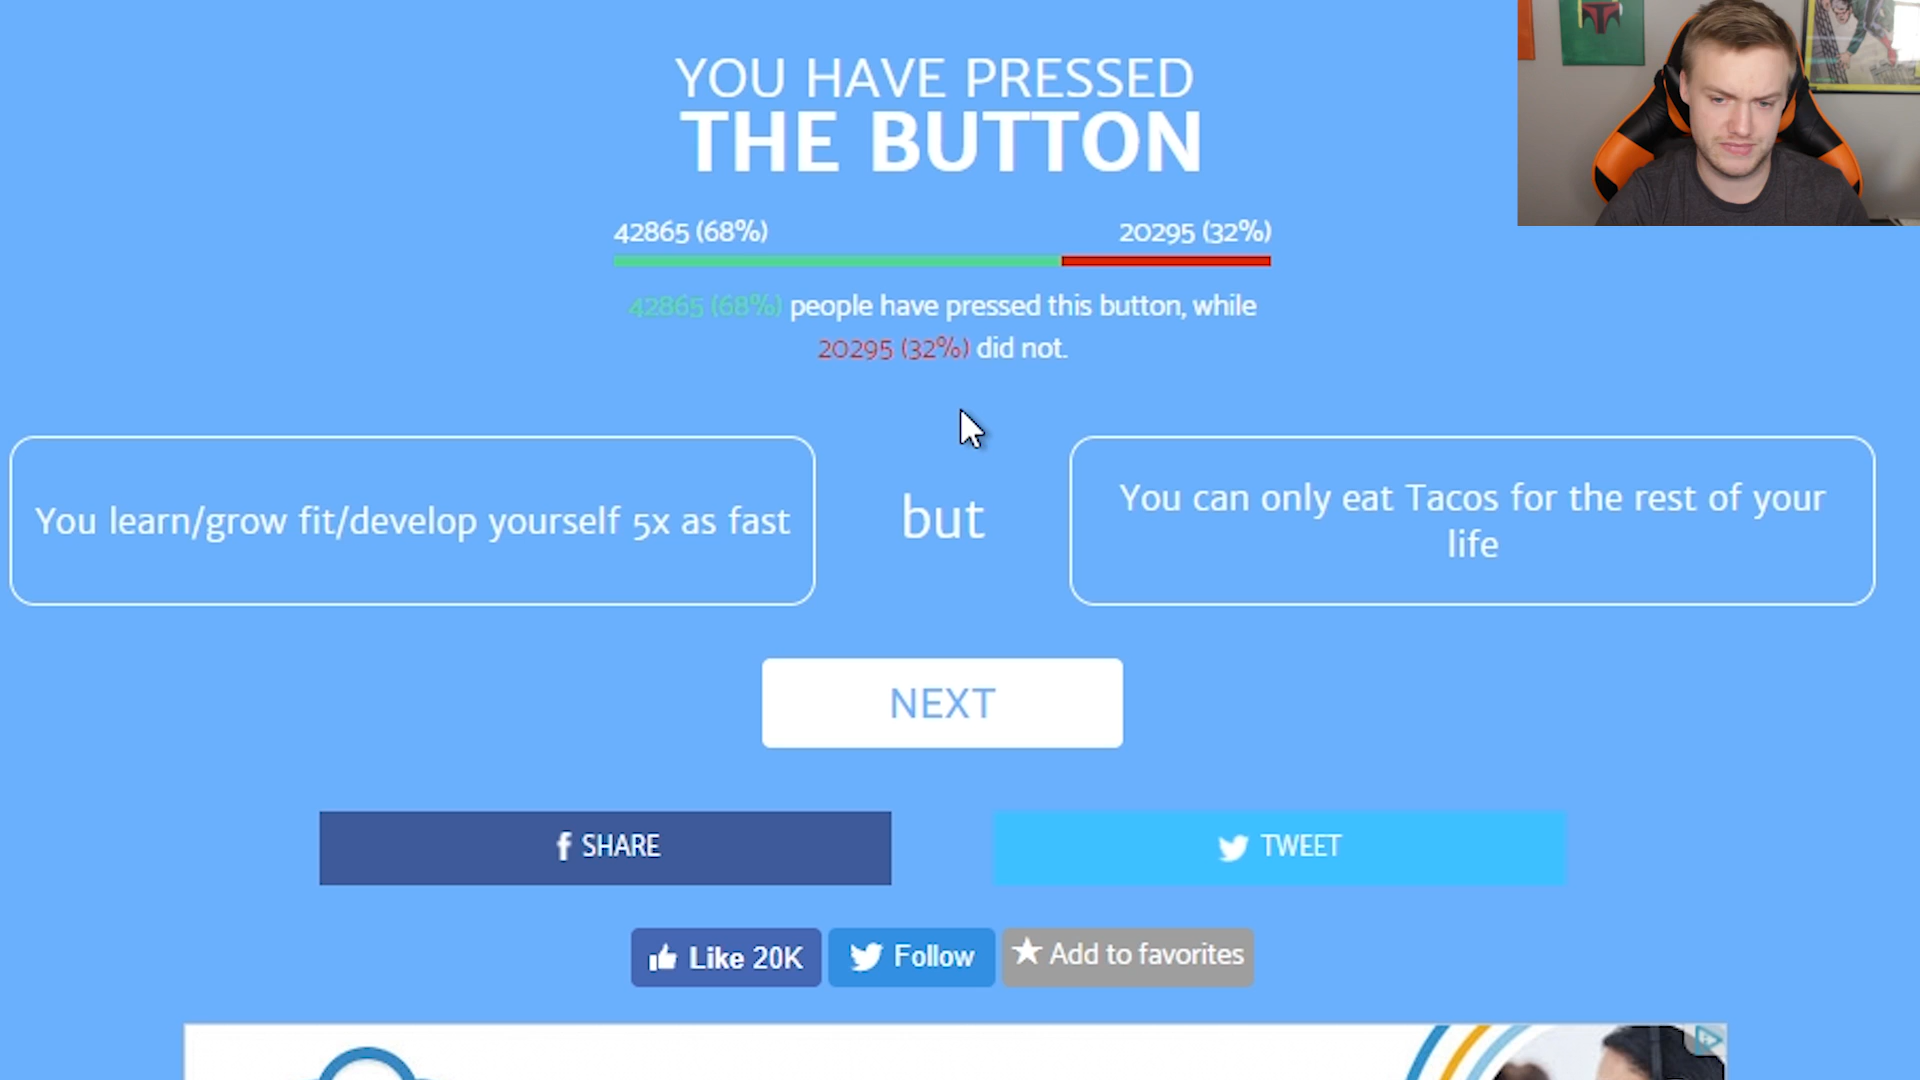 YOU HAVE PRESSED
THE BUTTON
42865 (68%)
20295 (32%)
42865 (68%) people have pressed this button, while
20295 (32%) did not.
You learn/grow fit/develop yourself 5x as fast
but
You can only eat Tacos for the rest of your
life
NEXT
f SHARE
TWEET
Like 20K
Follow
Add to favorites